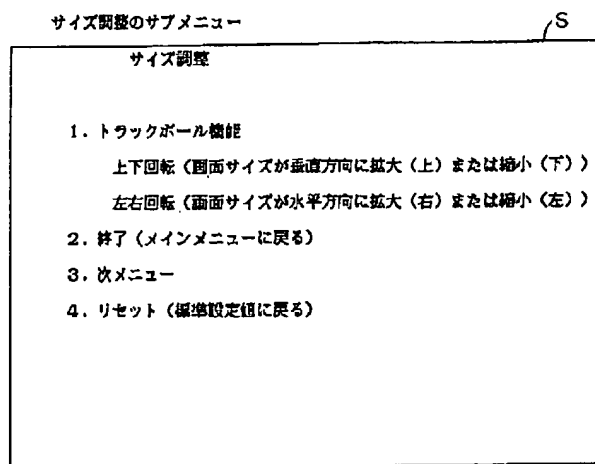 サイズ調整のサブメニュー
S
サイズ調整
1. トラックボール機能
上下回転（画面サイズが垂直方向に拡大（上）または縮小（下））
左右回転（画面サイズが水平方向に拡大（右）または縮小（左））
2. 終了（メインメニューに戻る）
3. 次メニュー
4. リセット（標準設定値に戻る）